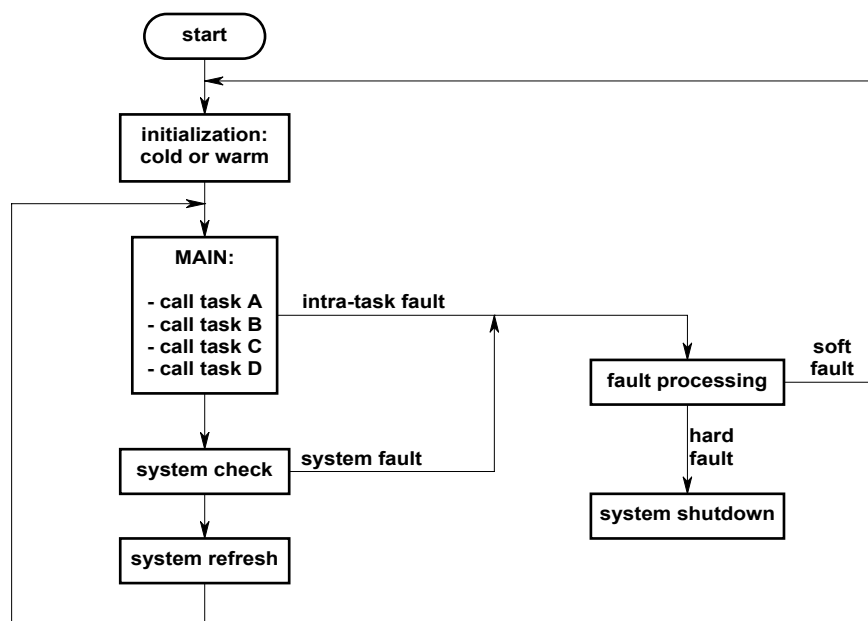 start
initialization:
cold or warm
MAIN:
- call task A
- call task B
- call task C
- call task D
intra-task fault
soft
fault
fault processing
hard
fault
system check
system fault
system shutdown
system refresh